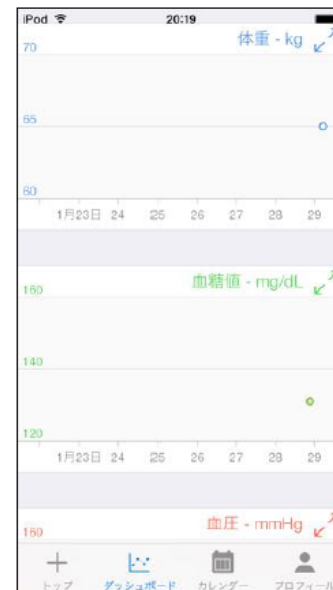 iPod 20:19
体重 - kg
70
65
60
1月23日 24 25 26 27 28 29
血糖値 - mg/dL
160
140
120
1月23日 24 25 26 27 28 29
血圧 - mmHg
160
トップ ダッシュボード カレンダー プロフィール